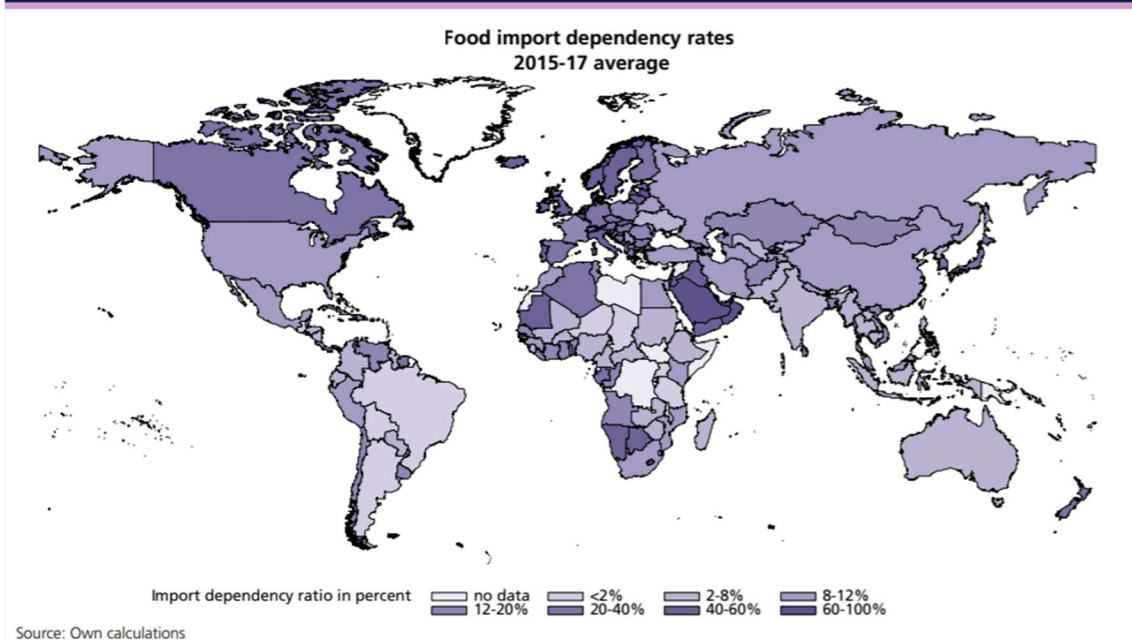 Food import dependency rates
2015-17 average
Import dependency ratio in percent no data <2% 2-8% 8-12%
12-20% 20-40% 40-60% 60-100%
Source: Own calculations